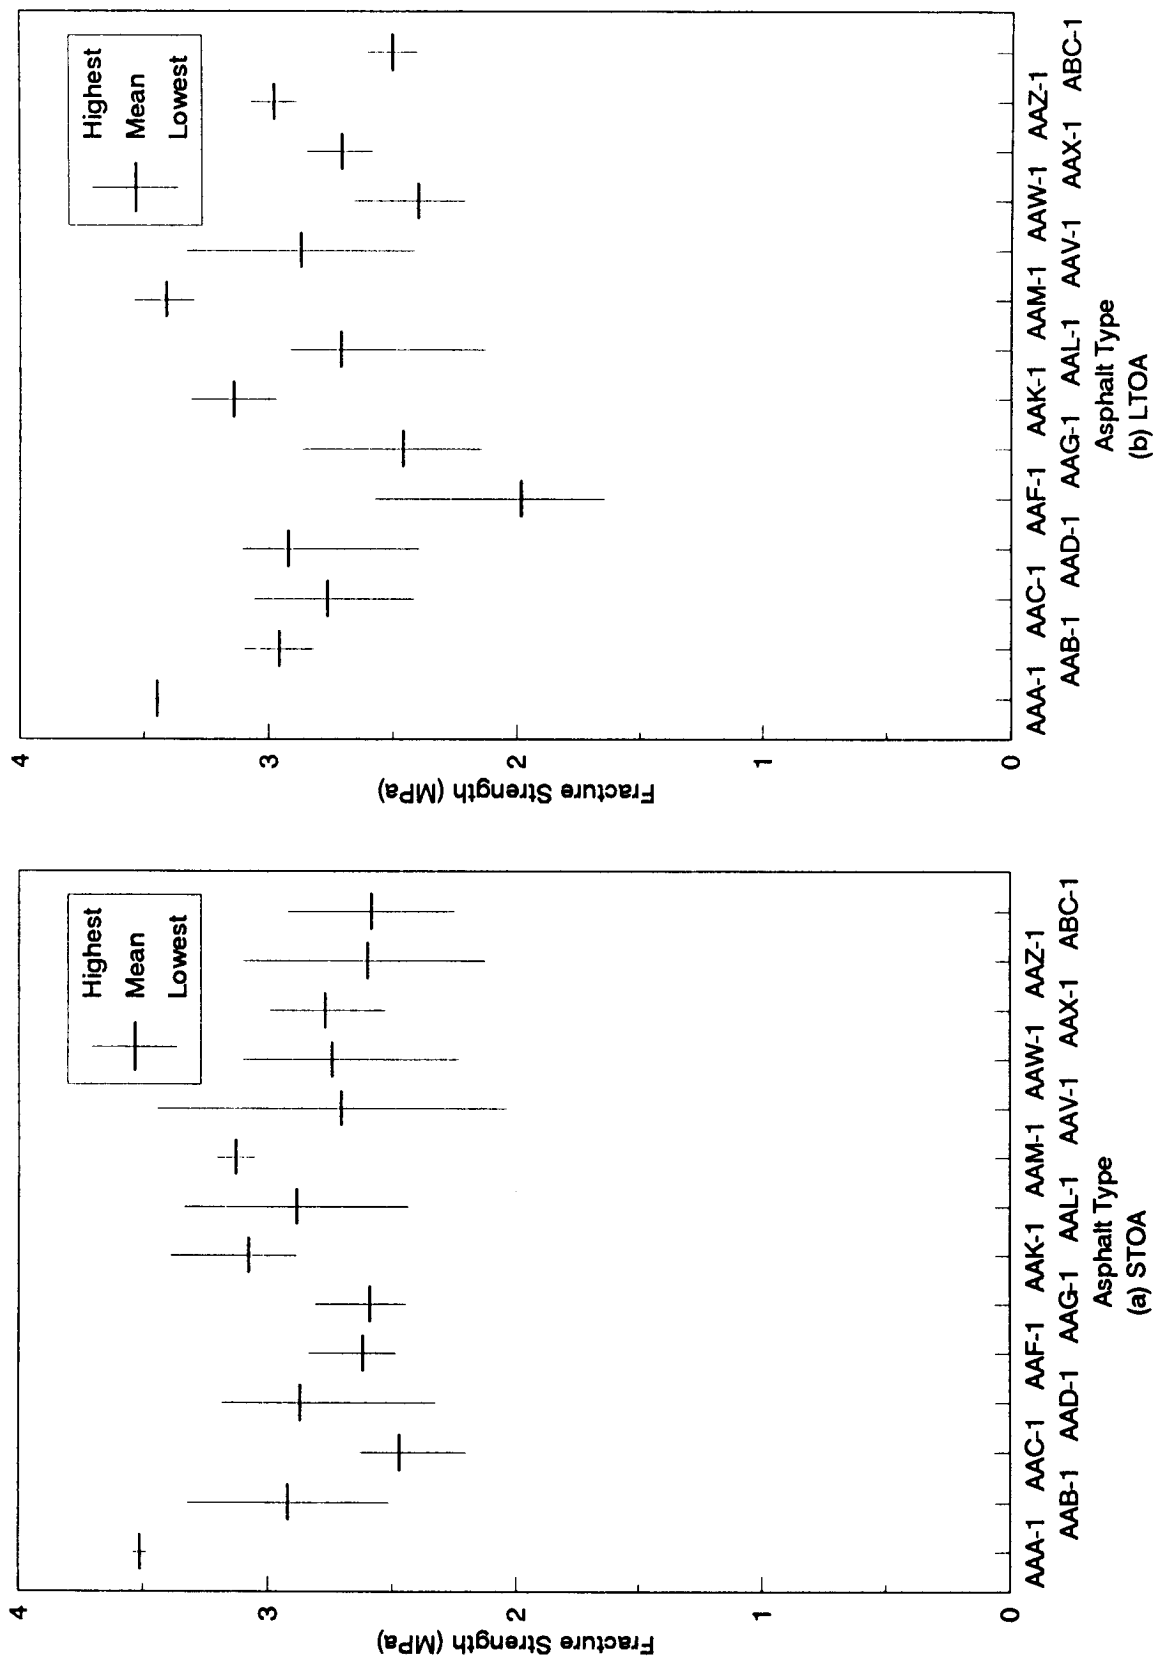 Highest
Mean
Lowest
4
3
2
1
0
Fracture Strength (MPa)
AAA-1 AAC-1 AAF-1 AAK-1 AAM-1 AAW-1 AAZ-1
AAB-1 AAD-1 AAG-1 AAL-1 AAV-1 AAX-1 ABC-1
Asphalt Type
(a) STOA
Highest
Mean
Lowest
4
3
2
1
0
Fracture Strength (MPa)
AAA-1 AAC-1 AAF-1 AAK-1 AAM-1 AAW-1 AAZ-1
AAB-1 AAD-1 AAG-1 AAL-1 AAV-1 AAX-1 ABC-1
Asphalt Type
(b) LTOA